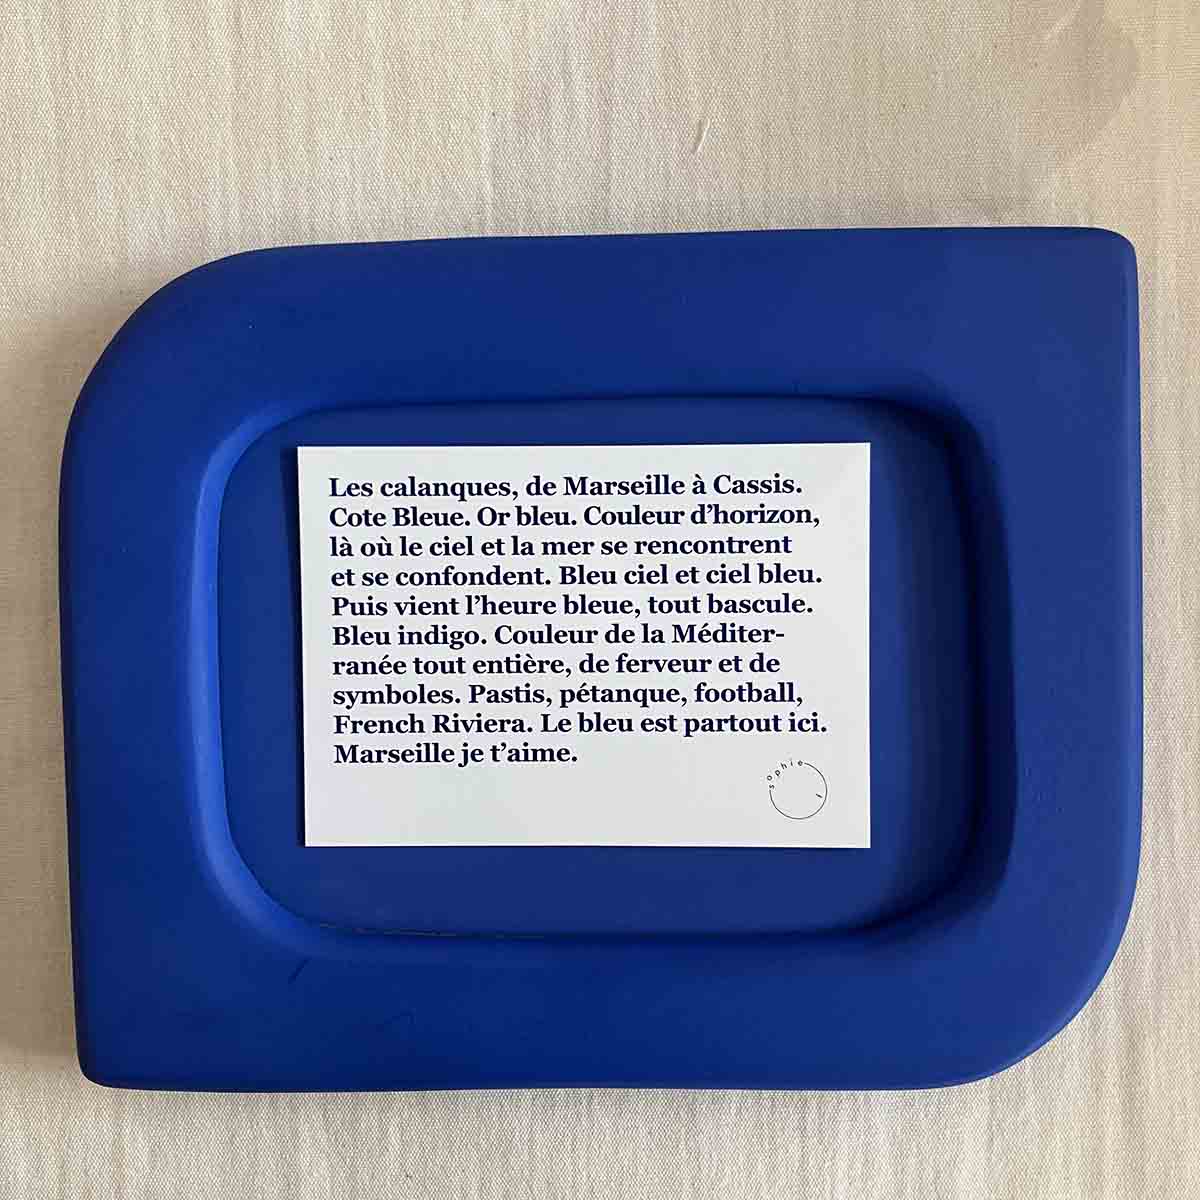 Les calanques, de Marseille à Cassis.
Cote Bleue. Or bleu. Couleur d’horizon,
là où le ciel et la mer se rencontrent
et se confondent. Bleu ciel et ciel bleu.
Puis vient l’heure bleue, tout bascule.
Bleu indigo. Couleur de la Méditer-
ranée tout entière, de ferveur et de
symboles. Pastis, pétanque, football,
French Riviera. Le bleu est partout ici.
Marseille je t’aime.
sophie l